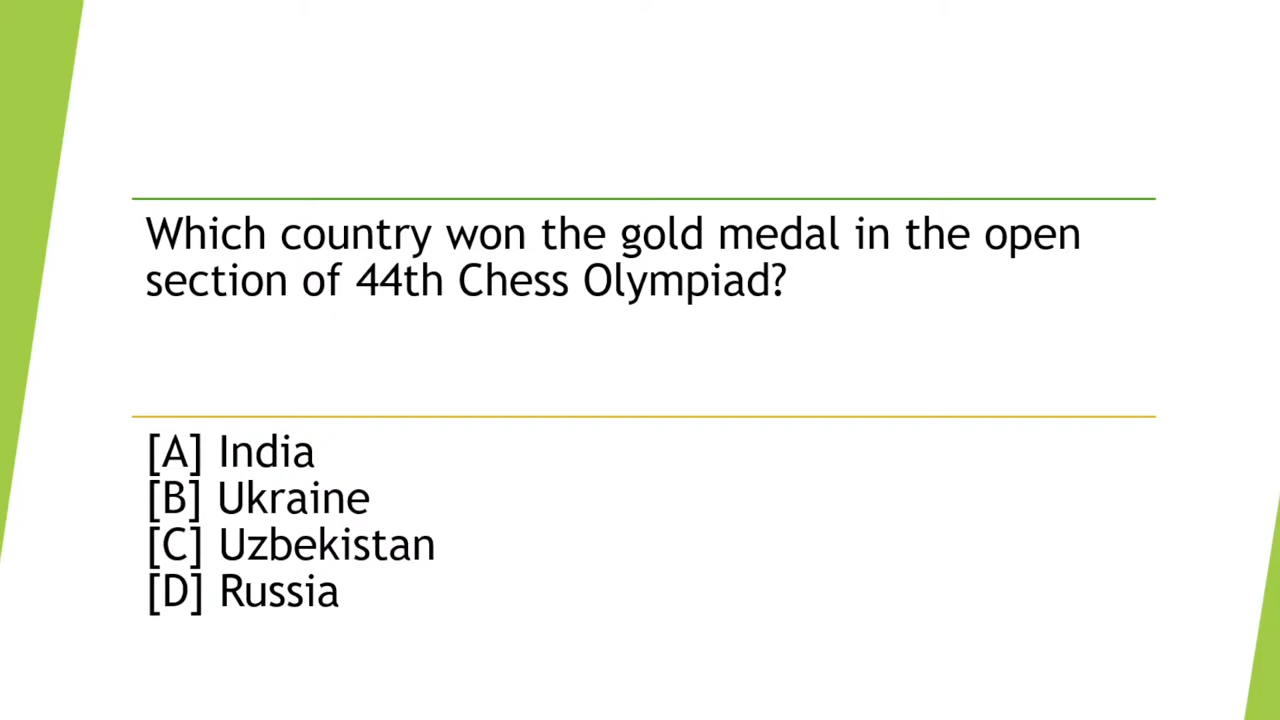 Which country won the gold medal in the open
section of 44th Chess Olympiad?
[A] India
[B] Ukraine
[C] Uzbekistan
[D] Russia